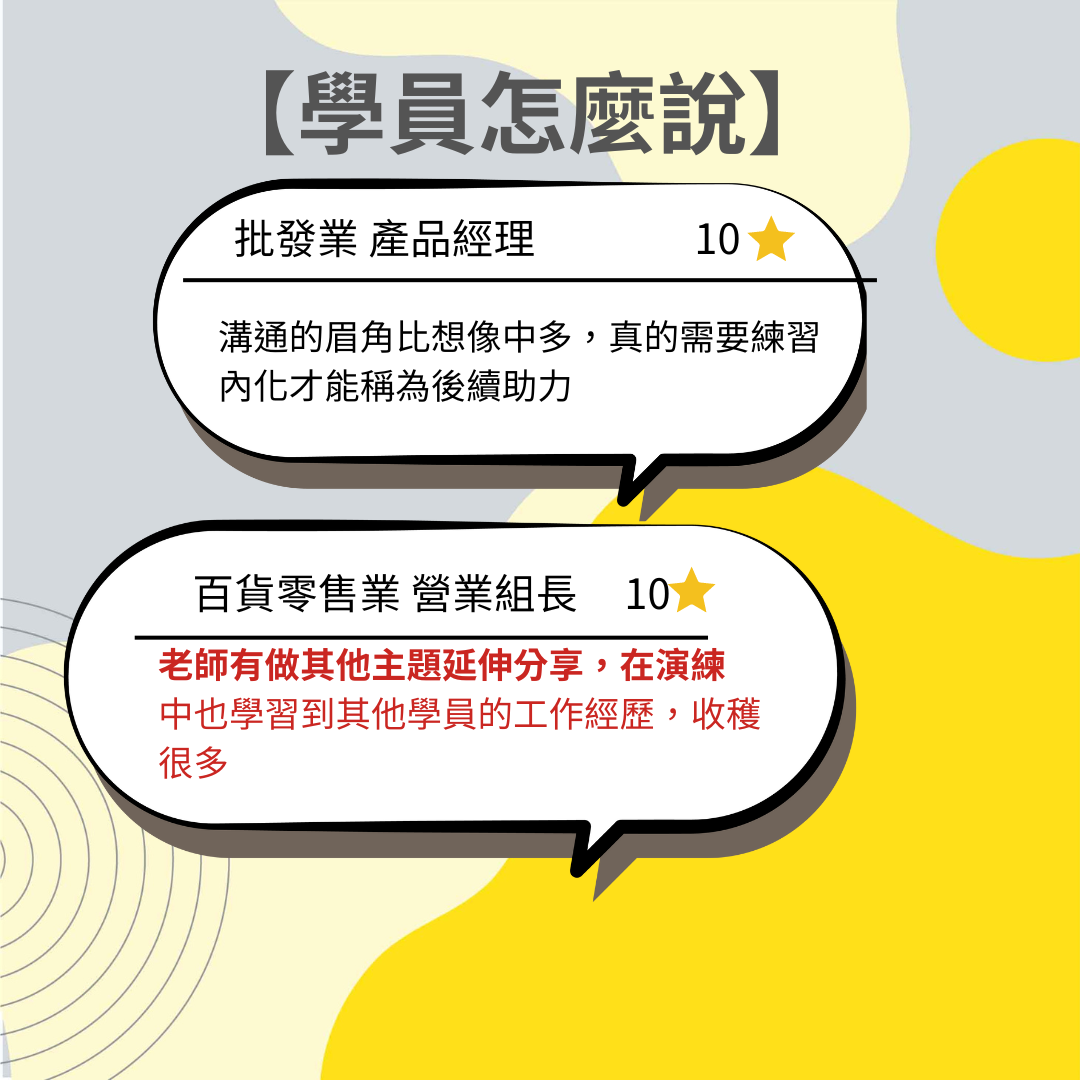 【學員怎麼說】
批發業 產品經理 10
溝通的眉角比想像中多，真的需要練習
內化才能稱為後續助力
百貨零售業 營業組長 10
老師有做其他主題延伸分享，在演練
中也學習到其他學員的工作經歷，收穫
很多